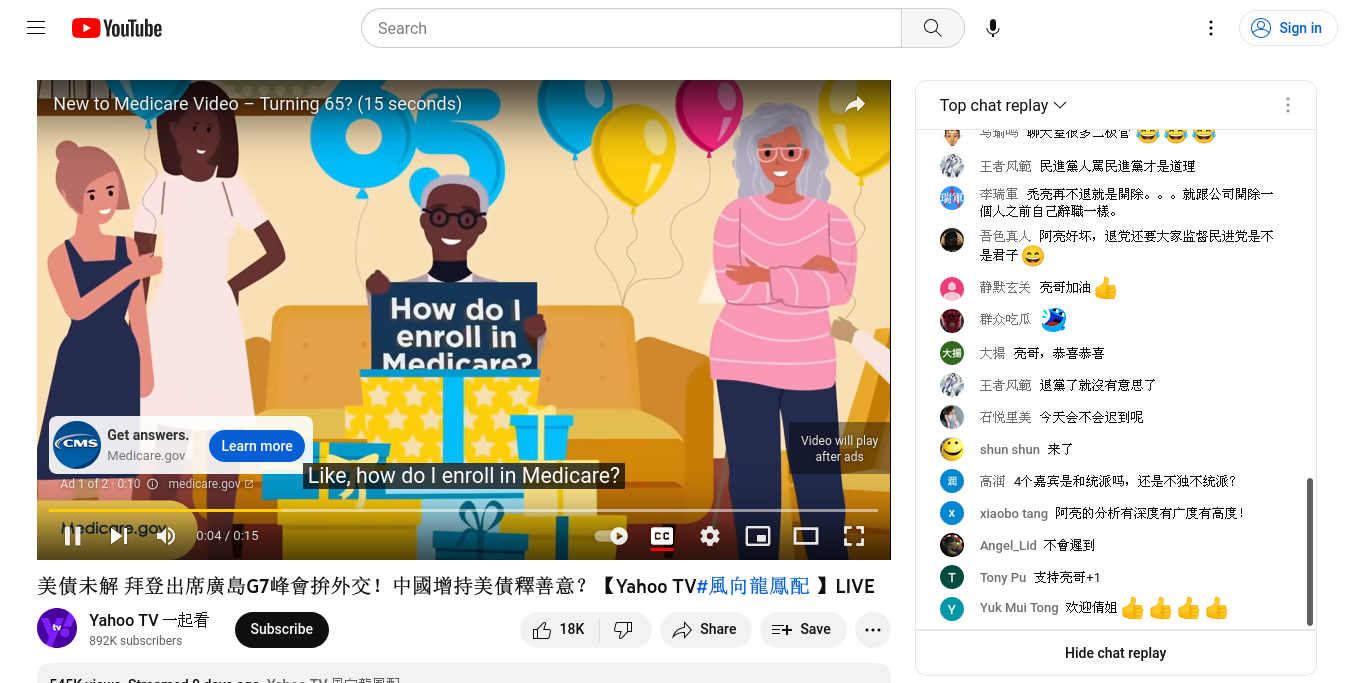 YouTube
Search
Sign in
New to Medicare Video – Turning 65? (15 seconds)
How do I
enroll in
Medicare?
CMS
Get answers.
Medicare.gov
Learn more
Video will play
after ads
Like, how do I enroll in Medicare?
Ad 1 of 2 · 0:10
medicare.gov
Medicare.gov
0:04 / 0:15
CC
美債未解 拜登出席廣島G7峰會拚外交！中國增持美債釋善意？【Yahoo TV#風向龍鳳配 】LIVE
Yahoo TV 一起看
892K subscribers
Subscribe
18K
Share
Save
545K views Streamed 9 days ago Yahoo TV 風向龍鳳配
Top chat replay
聊天室很多二极管 😂😂😂
王者风範 民進黨人罵民進黨才是道理
李瑞軍 禿亮再不退就是開除。。。就跟公司開除一
個人之前自己辭職一樣。
吾色真人 阿亮好坏，退党还要大家监督民进党是不
是君子😄
静默玄关 亮哥加油👍
群众吃瓜
大揚 大揚 亮哥，恭喜恭喜
王者风範 退黨了就沒有意思了
石悦里美 今天会不会迟到呢
shun shun 来了
潤 高润 4个嘉宾是和统派吗，还是不独不统派？
x xiaobo tang 阿亮的分析有深度有广度有高度！
Angel_Lid 不會遲到
T Tony Pu 支持亮哥+1
Y Yuk Mui Tong 欢迎倩姐👍👍👍👍
Hide chat replay